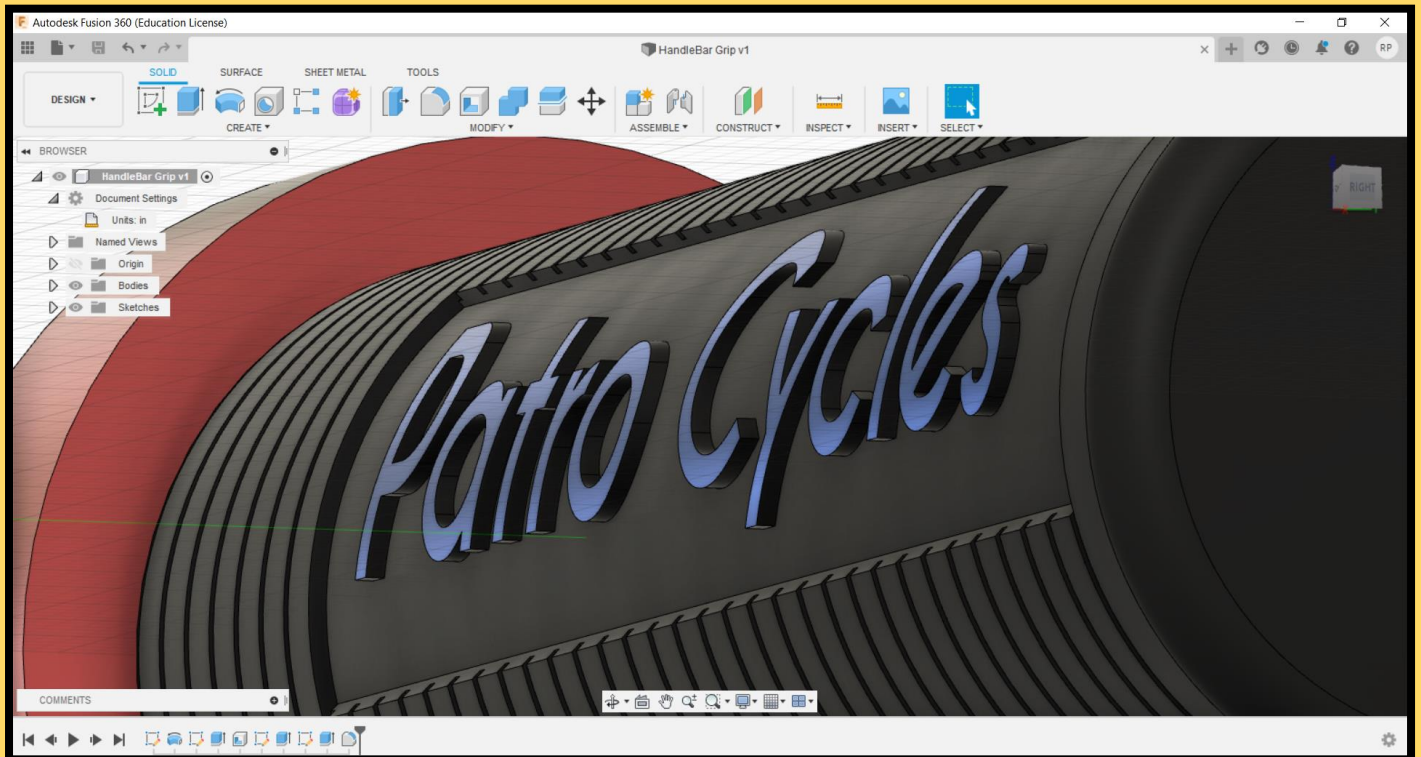 Autodesk Fusion 360 (Education License)
HandleBar Grip v1
RP
SOLID SURFACE SHEET METAL TOOLS
DESIGN
CREATE MODIFY ASSEMBLE CONSTRUCT INSPECT INSERT SELECT
BROWSER
HandleBar Grip v1
Document Settings
Units: in
Named Views
Origin
Bodies
Sketches
RIGHT
Patro Cycles
COMMENTS